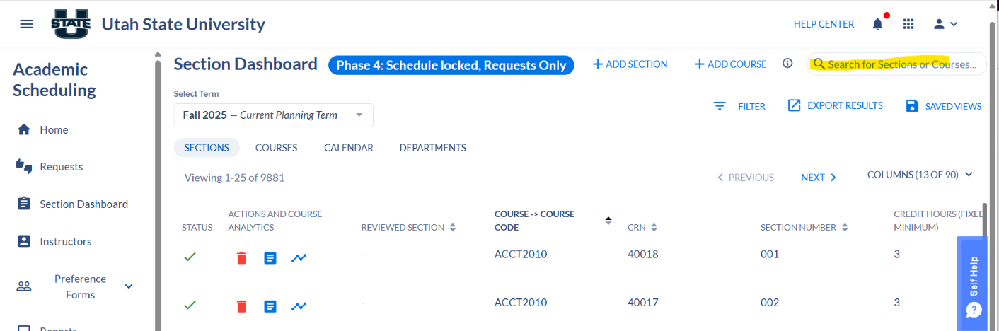 STATE
Utah State University
HELP CENTER
Academic
Scheduling
Home
Requests
Section Dashboard
Instructors
Preference
Forms
Reports
Section Dashboard
Phase 4: Schedule locked, Requests Only
+ ADD SECTION
+ ADD COURSE
Search for Sections or Courses...
Select Term
Fall 2025 — Current Planning Term
FILTER
EXPORT RESULTS
SAVED VIEWS
SECTIONS COURSES CALENDAR DEPARTMENTS
Viewing 1-25 of 9881
PREVIOUS
NEXT
COLUMNS (13 OF 90)
STATUS
ACTIONS AND COURSE
ANALYTICS
REVIEWED SECTION
COURSE -> COURSE
CODE
CRN
SECTION NUMBER
CREDIT HOURS (FIXED
MINIMUM)
- ACCT2010 40018 001 3
- ACCT2010 40017 002 3
Self Help